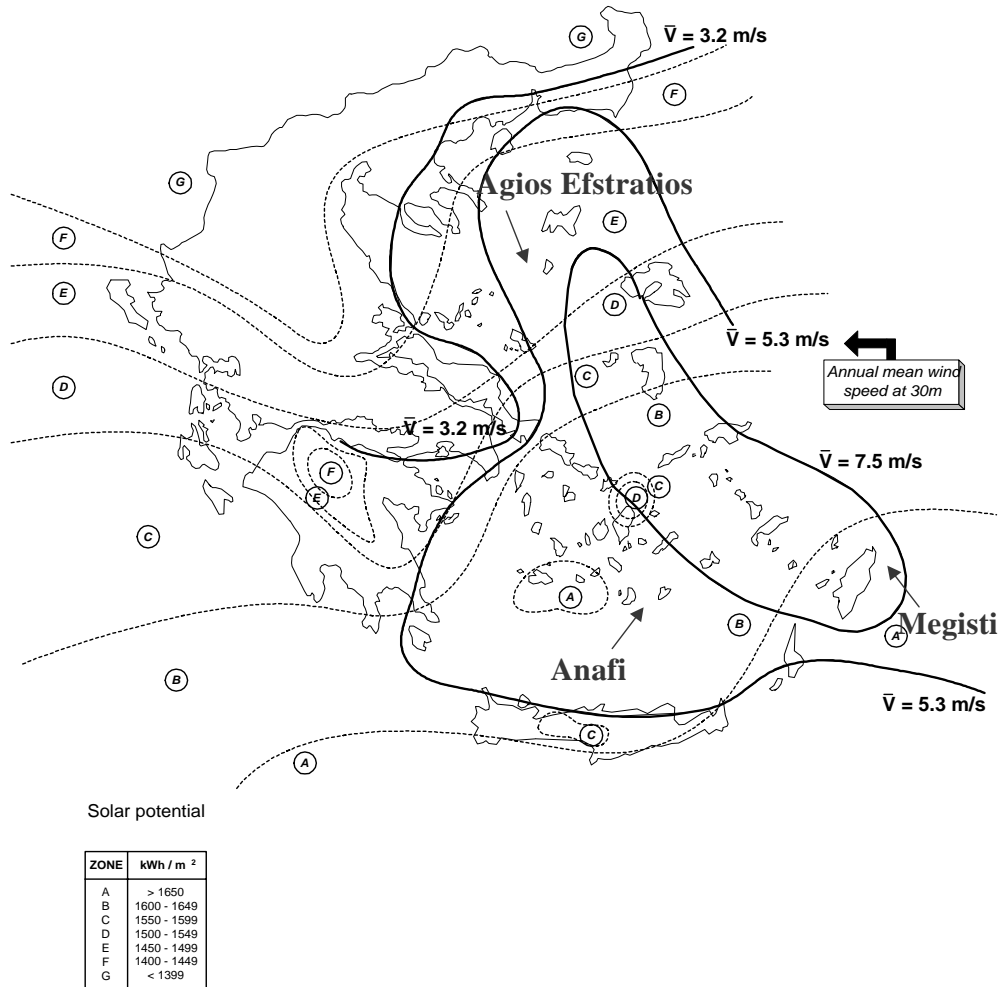 G
V̄ = 3.2 m/s
F
G
Agios Efstratios
E
F
E
D
V̄ = 5.3 m/s
Annual mean wind
speed at 30m
C
D
B
V̄ = 3.2 m/s
V̄ = 7.5 m/s
F
E
C
D
C
A
B
Megisti
A
Anafi
B
V̄ = 5.3 m/s
C
A
Solar potential
ZONE kWh / m ²
A > 1650
B 1600 - 1649
C 1550 - 1599
D 1500 - 1549
E 1450 - 1499
F 1400 - 1449
G < 1399